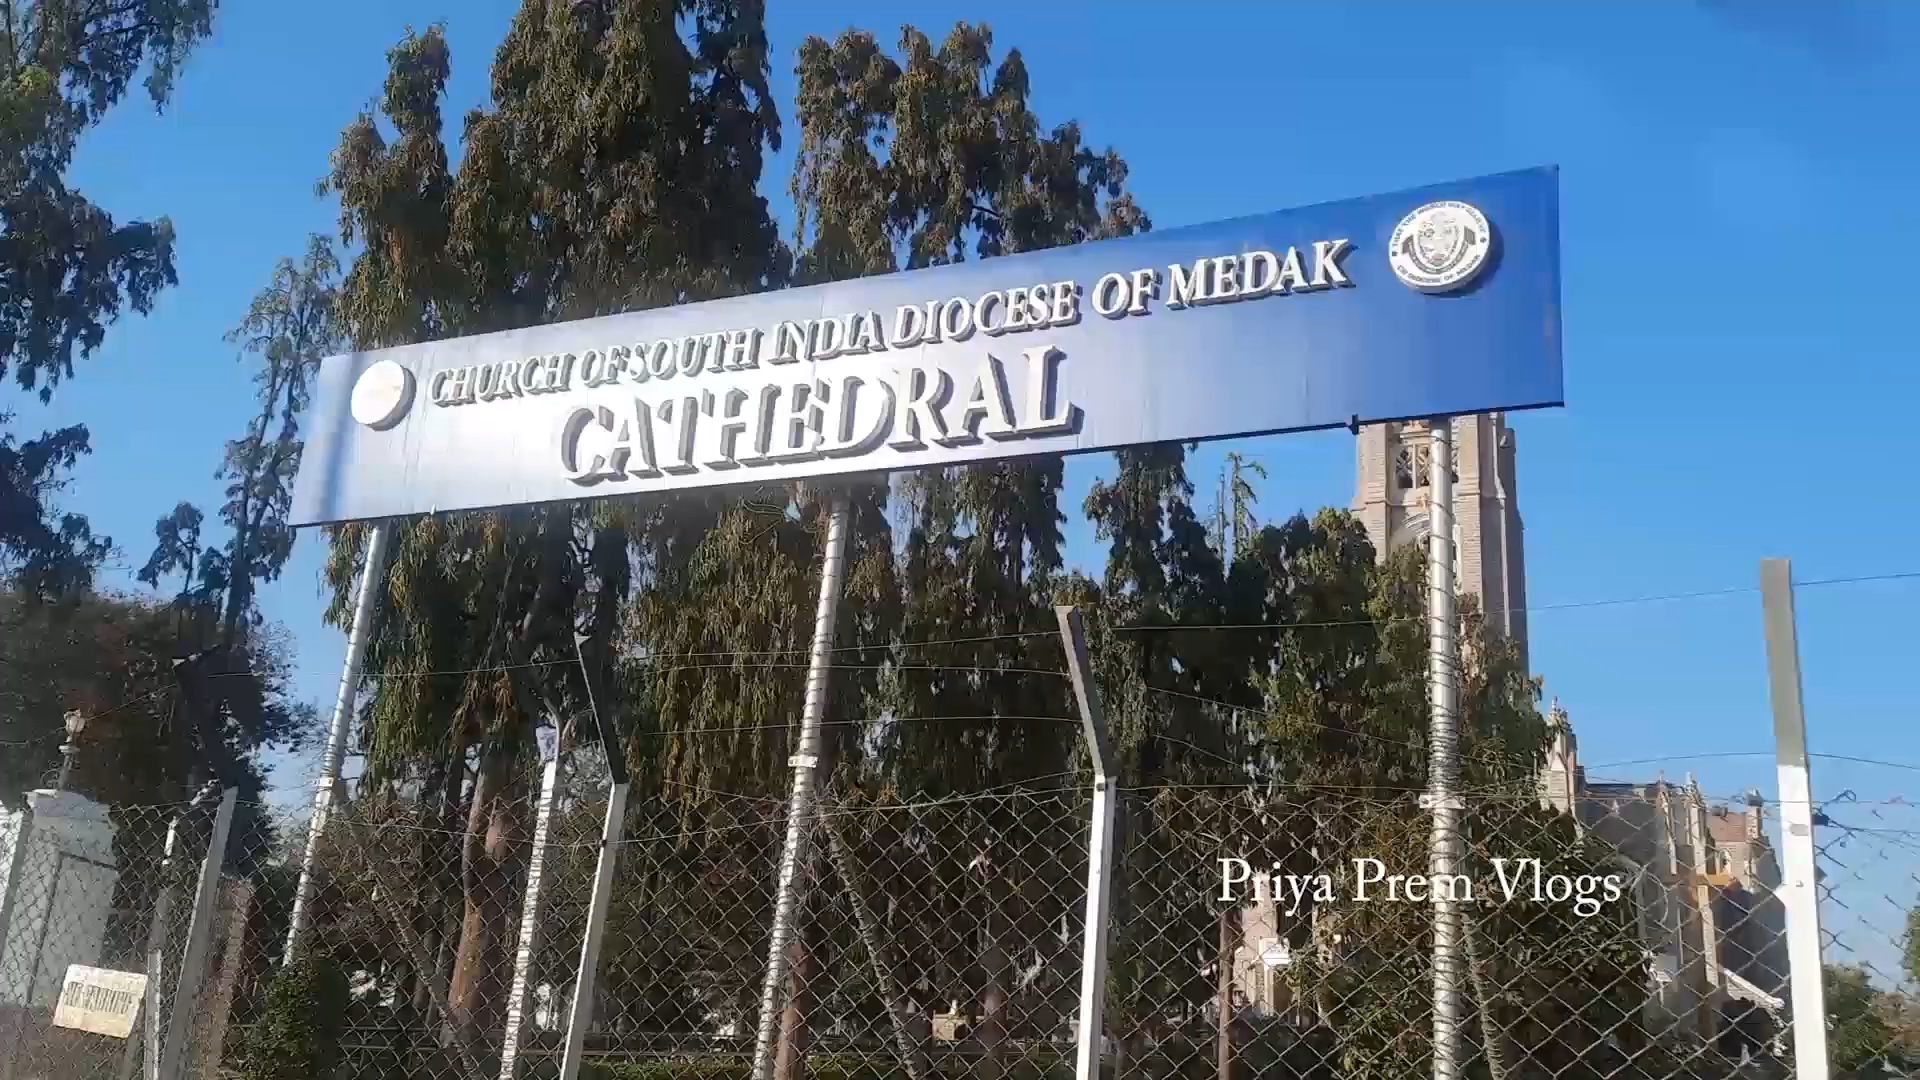 CHURCH OF SOUTH INDIA DIOCESE OF MEDAK
CATHEDRAL
Priya Prem Vlogs